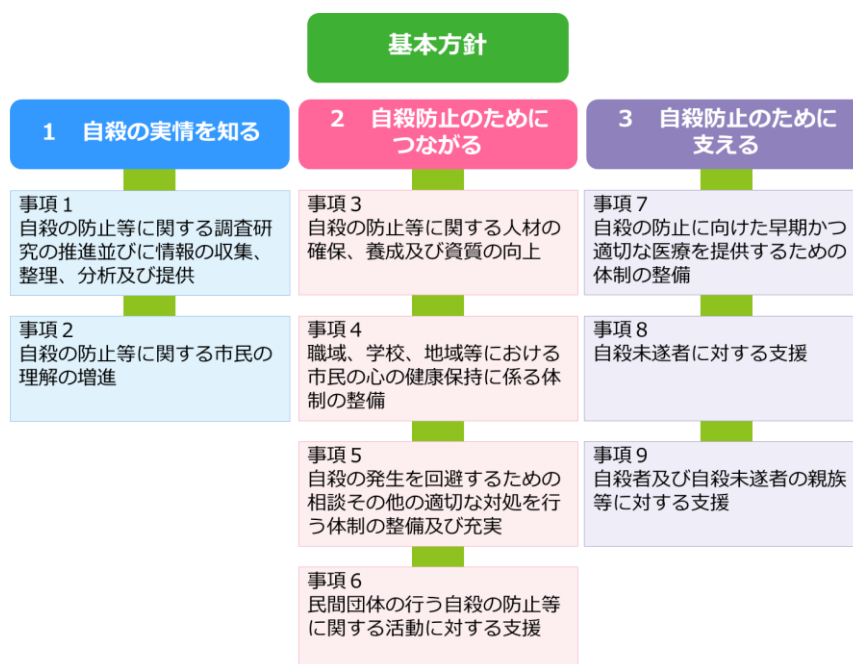 基本方針
1　自殺の実情を知る
2　自殺防止のために
つながる
3　自殺防止のために
支える
事項1
自殺の防止等に関する調査研
究の推進並びに情報の収集、
整理、分析及び提供
事項2
自殺の防止等に関する市民の
理解の増進
事項3
自殺の防止等に関する人材の
確保、養成及び資質の向上
事項4
職域、学校、地域等における
市民の心の健康保持に係る体
制の整備
事項5
自殺の発生を回避するための
相談その他の適切な対処を行
う体制の整備及び充実
事項6
民間団体の行う自殺の防止等
に関する活動に対する支援
事項7
自殺の防止に向けた早期かつ
適切な医療を提供するための
体制の整備
事項8
自殺未遂者に対する支援
事項9
自殺者及び自殺未遂者の親族
等に対する支援